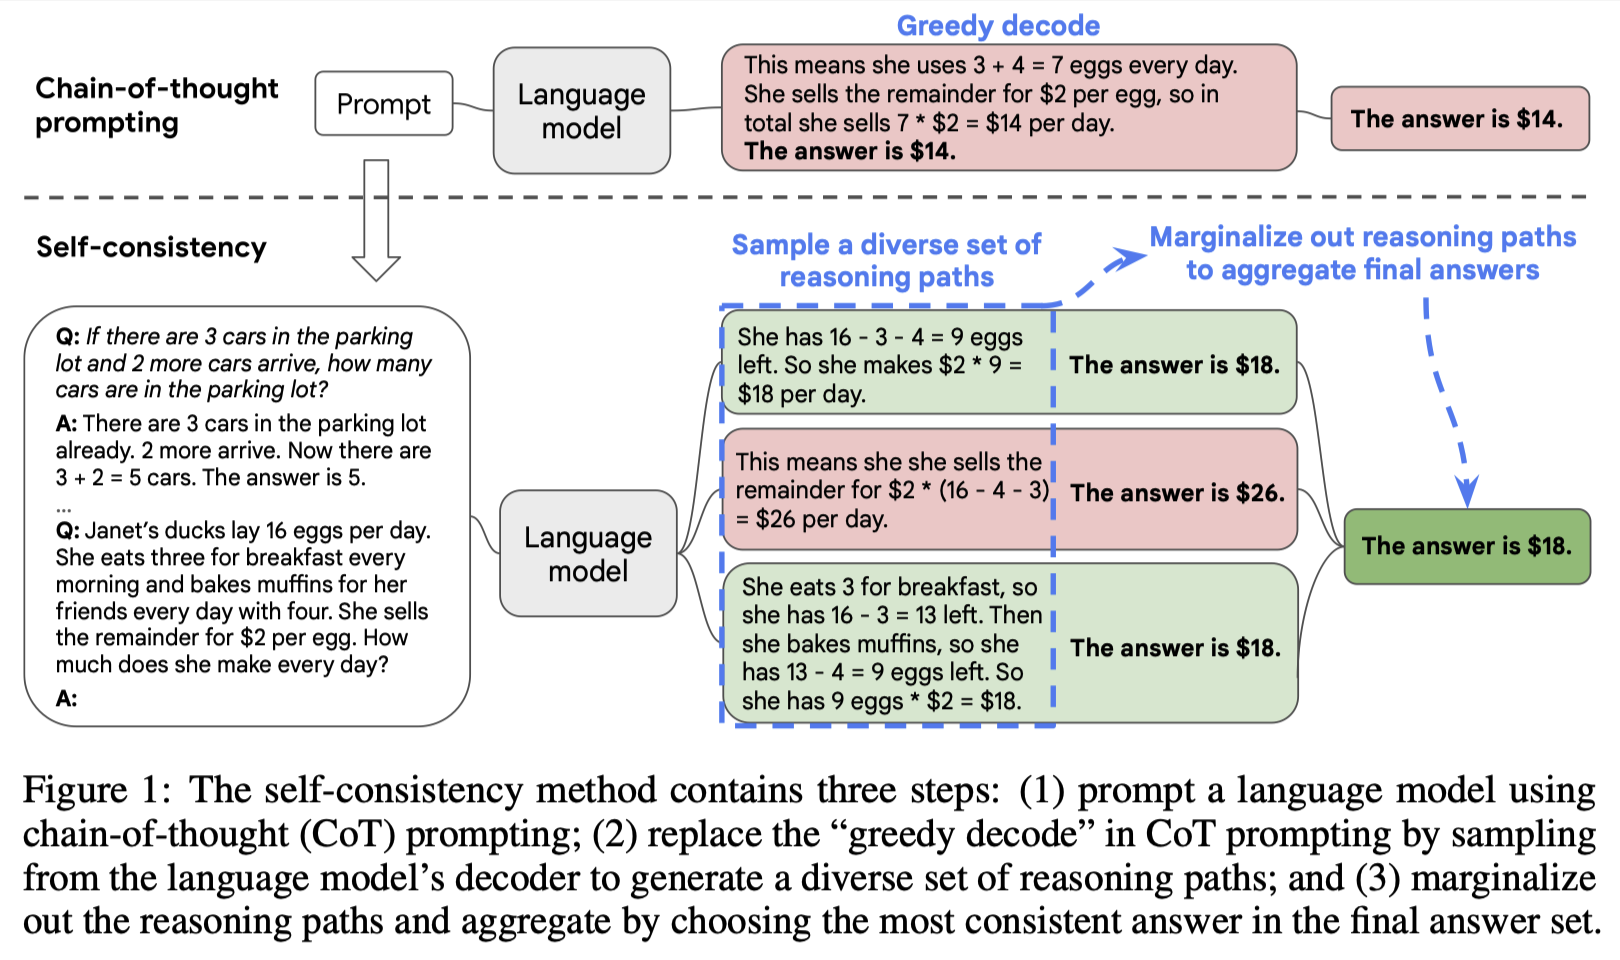 Greedy decode
Chain-of-thought
prompting
Prompt
Language
model
This means she uses 3 + 4 = 7 eggs every day.
She sells the remainder for $2 per egg, so in
total she sells 7 * $2 = $14 per day.
The answer is $14.
The answer is $14.
Self-consistency
Sample a diverse set of
reasoning paths
Marginalize out reasoning paths
to aggregate final answers
Q: If there are 3 cars in the parking
lot and 2 more cars arrive, how many
cars are in the parking lot?
A: There are 3 cars in the parking lot
already. 2 more arrive. Now there are
3 + 2 = 5 cars. The answer is 5.
...
Q: Janet's ducks lay 16 eggs per day.
She eats three for breakfast every
morning and bakes muffins for her
friends every day with four. She sells
the remainder for $2 per egg. How
much does she make every day?
A:
Language
model
She has 16 - 3 - 4 = 9 eggs
left. So she makes $2 * 9 =
$18 per day.
The answer is $18.
This means she she sells the
remainder for $2 * (16 - 4 - 3)
= $26 per day.
The answer is $26.
She eats 3 for breakfast, so
she has 16 - 3 = 13 left. Then
she bakes muffins, so she
has 13 - 4 = 9 eggs left. So
she has 9 eggs * $2 = $18.
The answer is $18.
The answer is $18.
Figure 1: The self-consistency method contains three steps: (1) prompt a language model using
chain-of-thought (CoT) prompting; (2) replace the “greedy decode” in CoT prompting by sampling
from the language model’s decoder to generate a diverse set of reasoning paths; and (3) marginalize
out the reasoning paths and aggregate by choosing the most consistent answer in the final answer set.